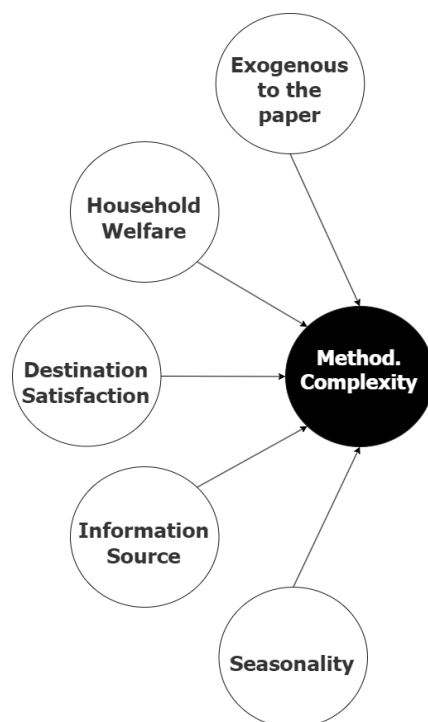 Exogenous
to the
paper
Household
Welfare
Method.
Complexity
Destination
Satisfaction
Information
Source
Seasonality